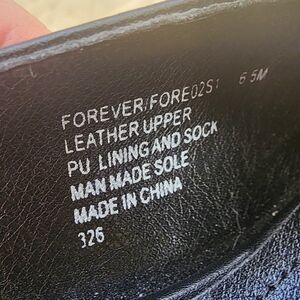 FOREVER/FORE02S1 6.5M
LEATHER UPPER
PU LINING AND SOCK
MAN MADE SOLE
MADE IN CHINA
326